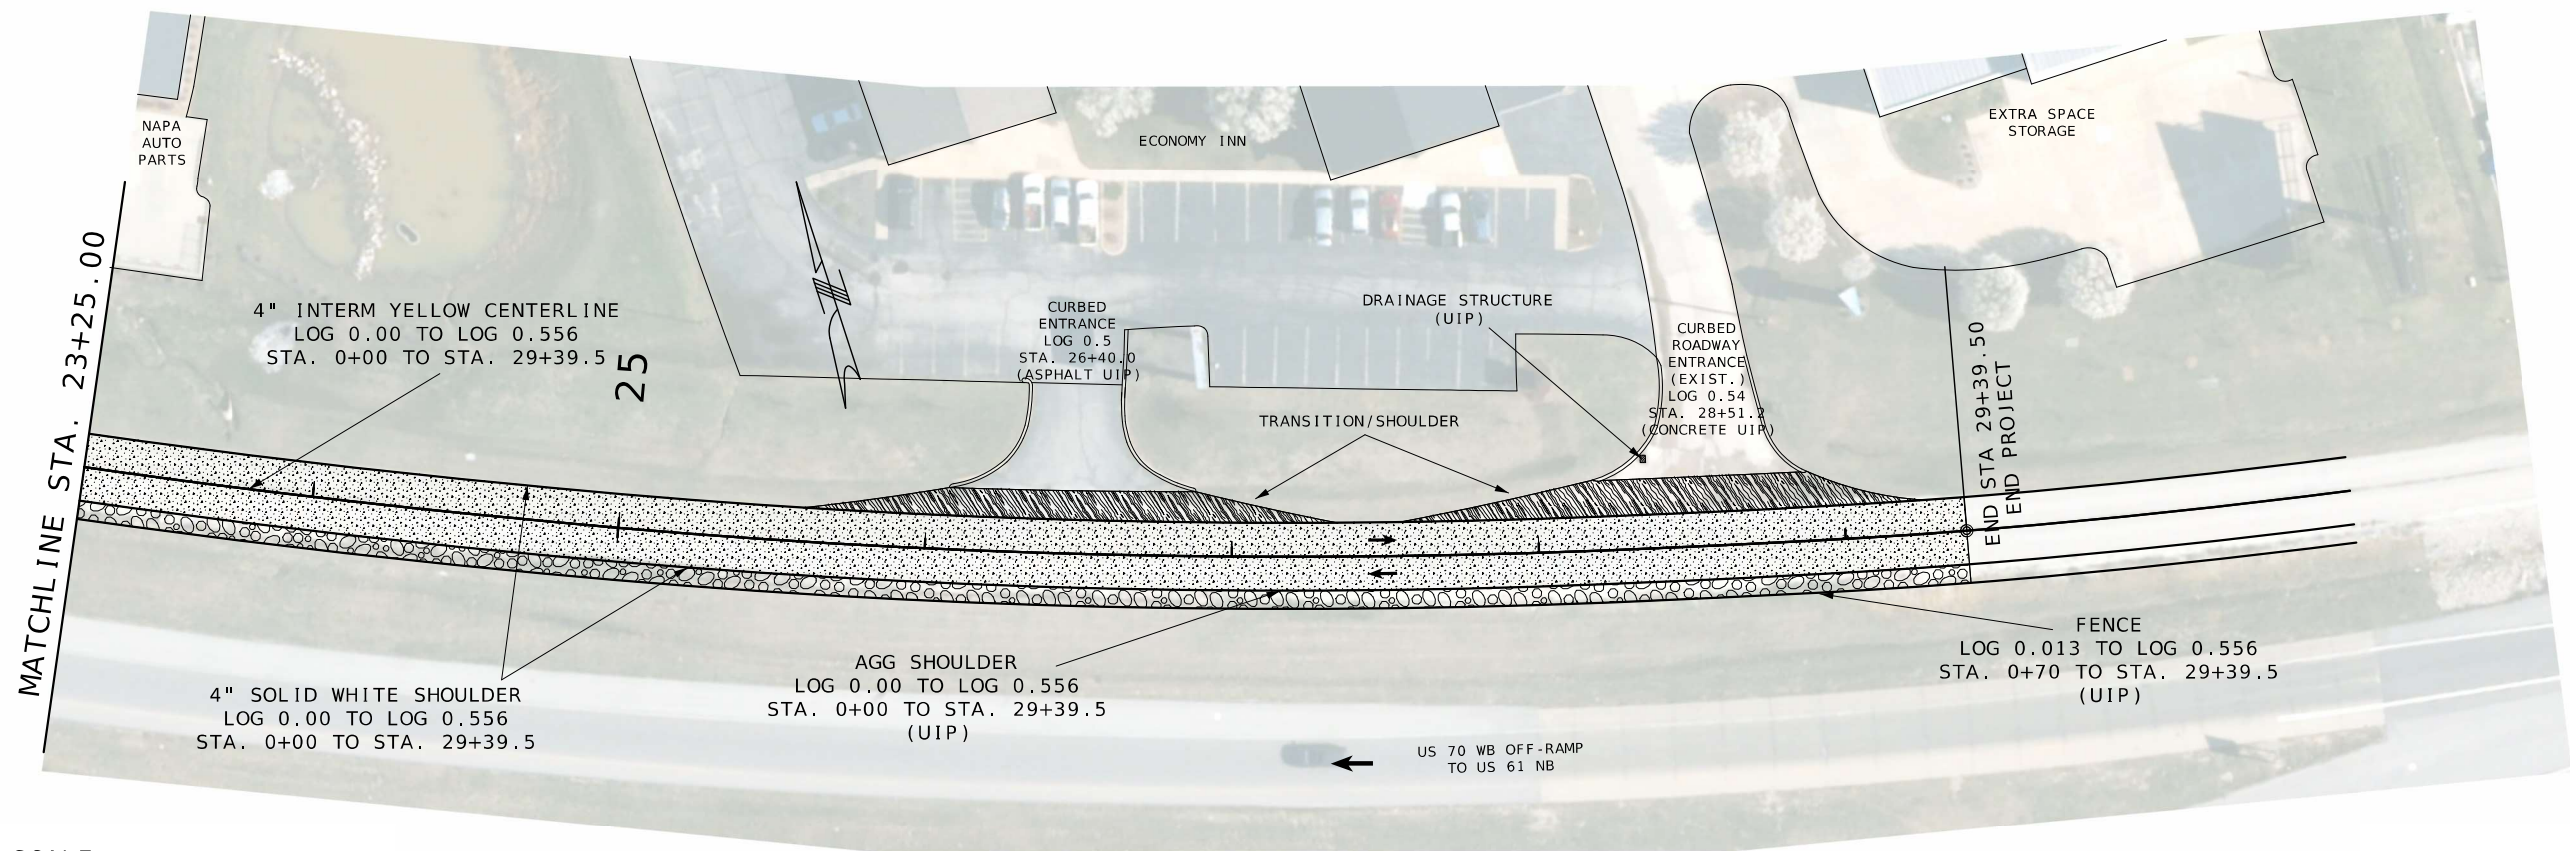 NAPA
AUTO
PARTS
ECONOMY INN
EXTRA SPACE
STORAGE
MATCHLINE STA. 23+25.00
4" INTERM YELLOW CENTERLINE
LOG 0.00 TO LOG 0.556
STA. 0+00 TO STA. 29+39.5
25
CURBED
ENTRANCE
LOG 0.5
STA. 26+40.0
(ASPHALT UIP)
DRAINAGE STRUCTURE
(UIP)
CURBED
ROADWAY
ENTRANCE
(EXIST.)
LOG 0.54
STA. 28+51.2
(CONCRETE UIP)
TRANSITION/SHOULDER
END STA 29+39.50
END PROJECT
4" SOLID WHITE SHOULDER
LOG 0.00 TO LOG 0.556
STA. 0+00 TO STA. 29+39.5
AGG SHOULDER
LOG 0.00 TO LOG 0.556
STA. 0+00 TO STA. 29+39.5
(UIP)
FENCE
LOG 0.013 TO LOG 0.556
STA. 0+70 TO STA. 29+39.5
(UIP)
US 70 WB OFF-RAMP
TO US 61 NB